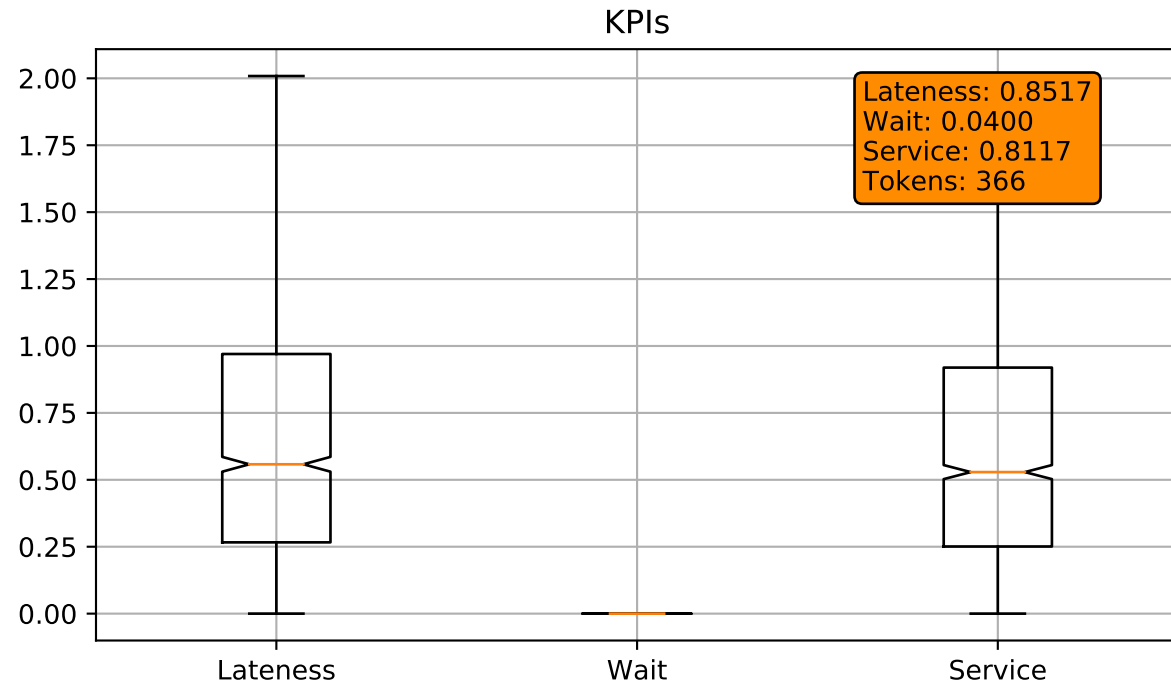 KPIs
2.00
1.75
1.50
1.25
1.00
0.75
0.50
0.25
0.00
Lateness: 0.8517
Wait: 0.0400
Service: 0.8117
Tokens: 366
Lateness
Wait
Service